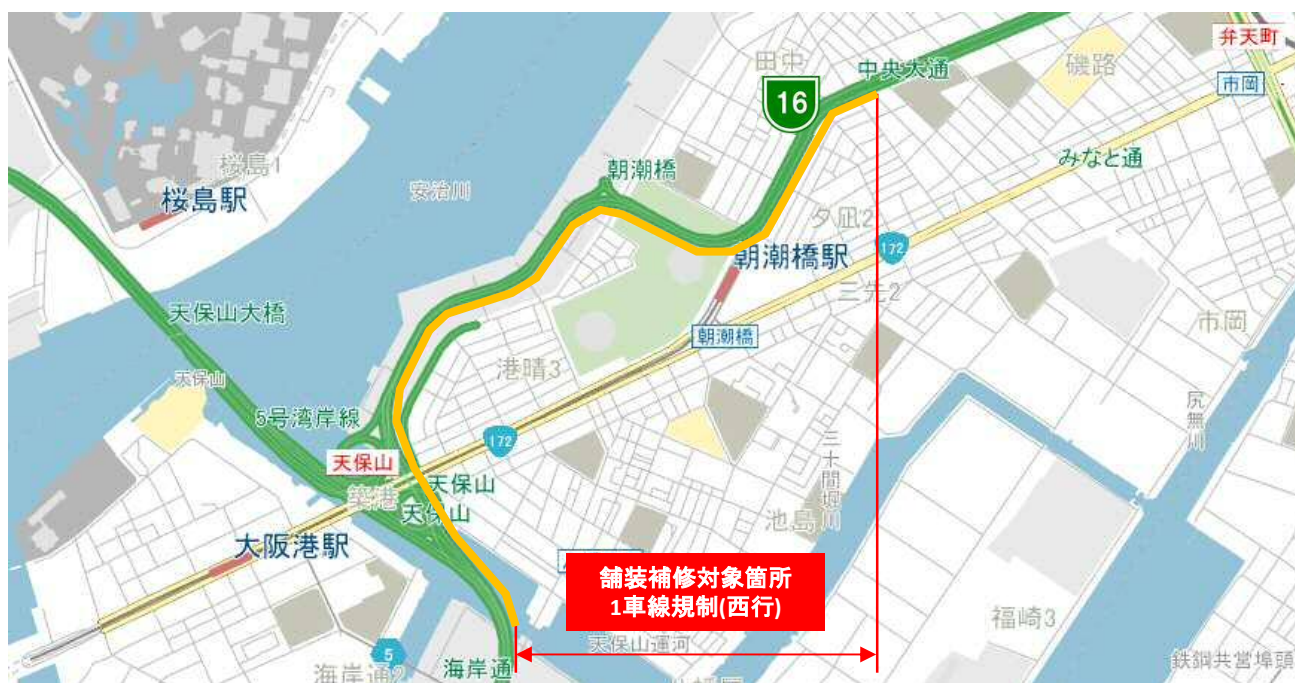 弁天町
田中
中央大通
磯路
市岡
16
みなと通
朝潮橋
桜島1
桜島駅
安治川
夕凪2
172
朝潮橋駅
三先2
天保山大橋
朝潮橋
市岡
天保山
港晴3
5号湾岸線
尻無川
172
天保山
三十間堀川
天保山
築港
天保山
池島
大阪港駅
舗装補修対象箇所
1車線規制(西行)
福崎3
天保山運河
5
海岸通2
海岸通
鉄鋼共営埠頭